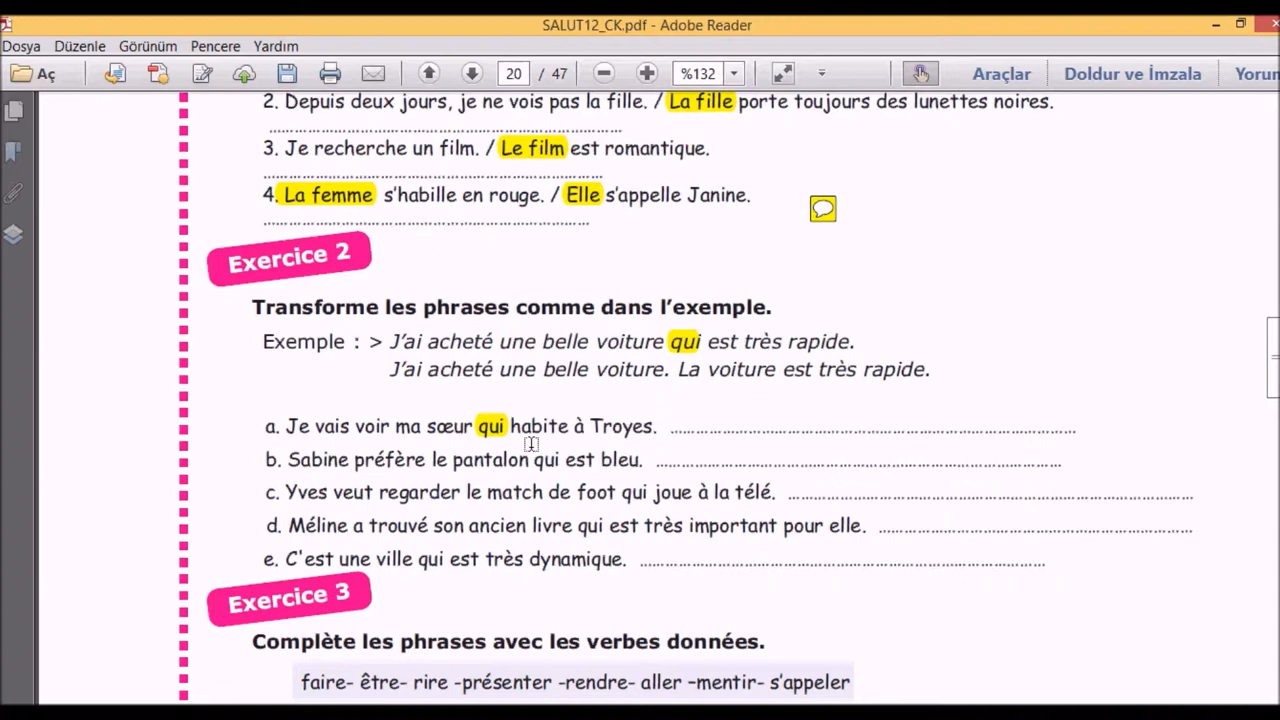 SALUT12_CK.pdf - Adobe Reader
Dosya Düzenle Görünüm Pencere Yardım
Aç 20 / 47 %132 Araçlar Doldur ve İmzala Yorum
2. Depuis deux jours, je ne vois pas la fille. / La fille porte toujours des lunettes noires.
3. Je recherche un film. / Le film est romantique.
4. La femme s'habille en rouge. / Elle s'appelle Janine.
Exercice 2
Transforme les phrases comme dans l'exemple.
Exemple : > J'ai acheté une belle voiture qui est très rapide.
J'ai acheté une belle voiture. La voiture est très rapide.
a. Je vais voir ma sœur qui habite à Troyes. ........................................
b. Sabine préfère le pantalon qui est bleu. ........................................
c. Yves veut regarder le match de foot qui joue à la télé. ........................................
d. Méline a trouvé son ancien livre qui est très important pour elle. ........................................
e. C'est une ville qui est très dynamique. ........................................
Exercice 3
Complète les phrases avec les verbes données.
faire- être- rire -présenter -rendre- aller –mentir- s'appeler